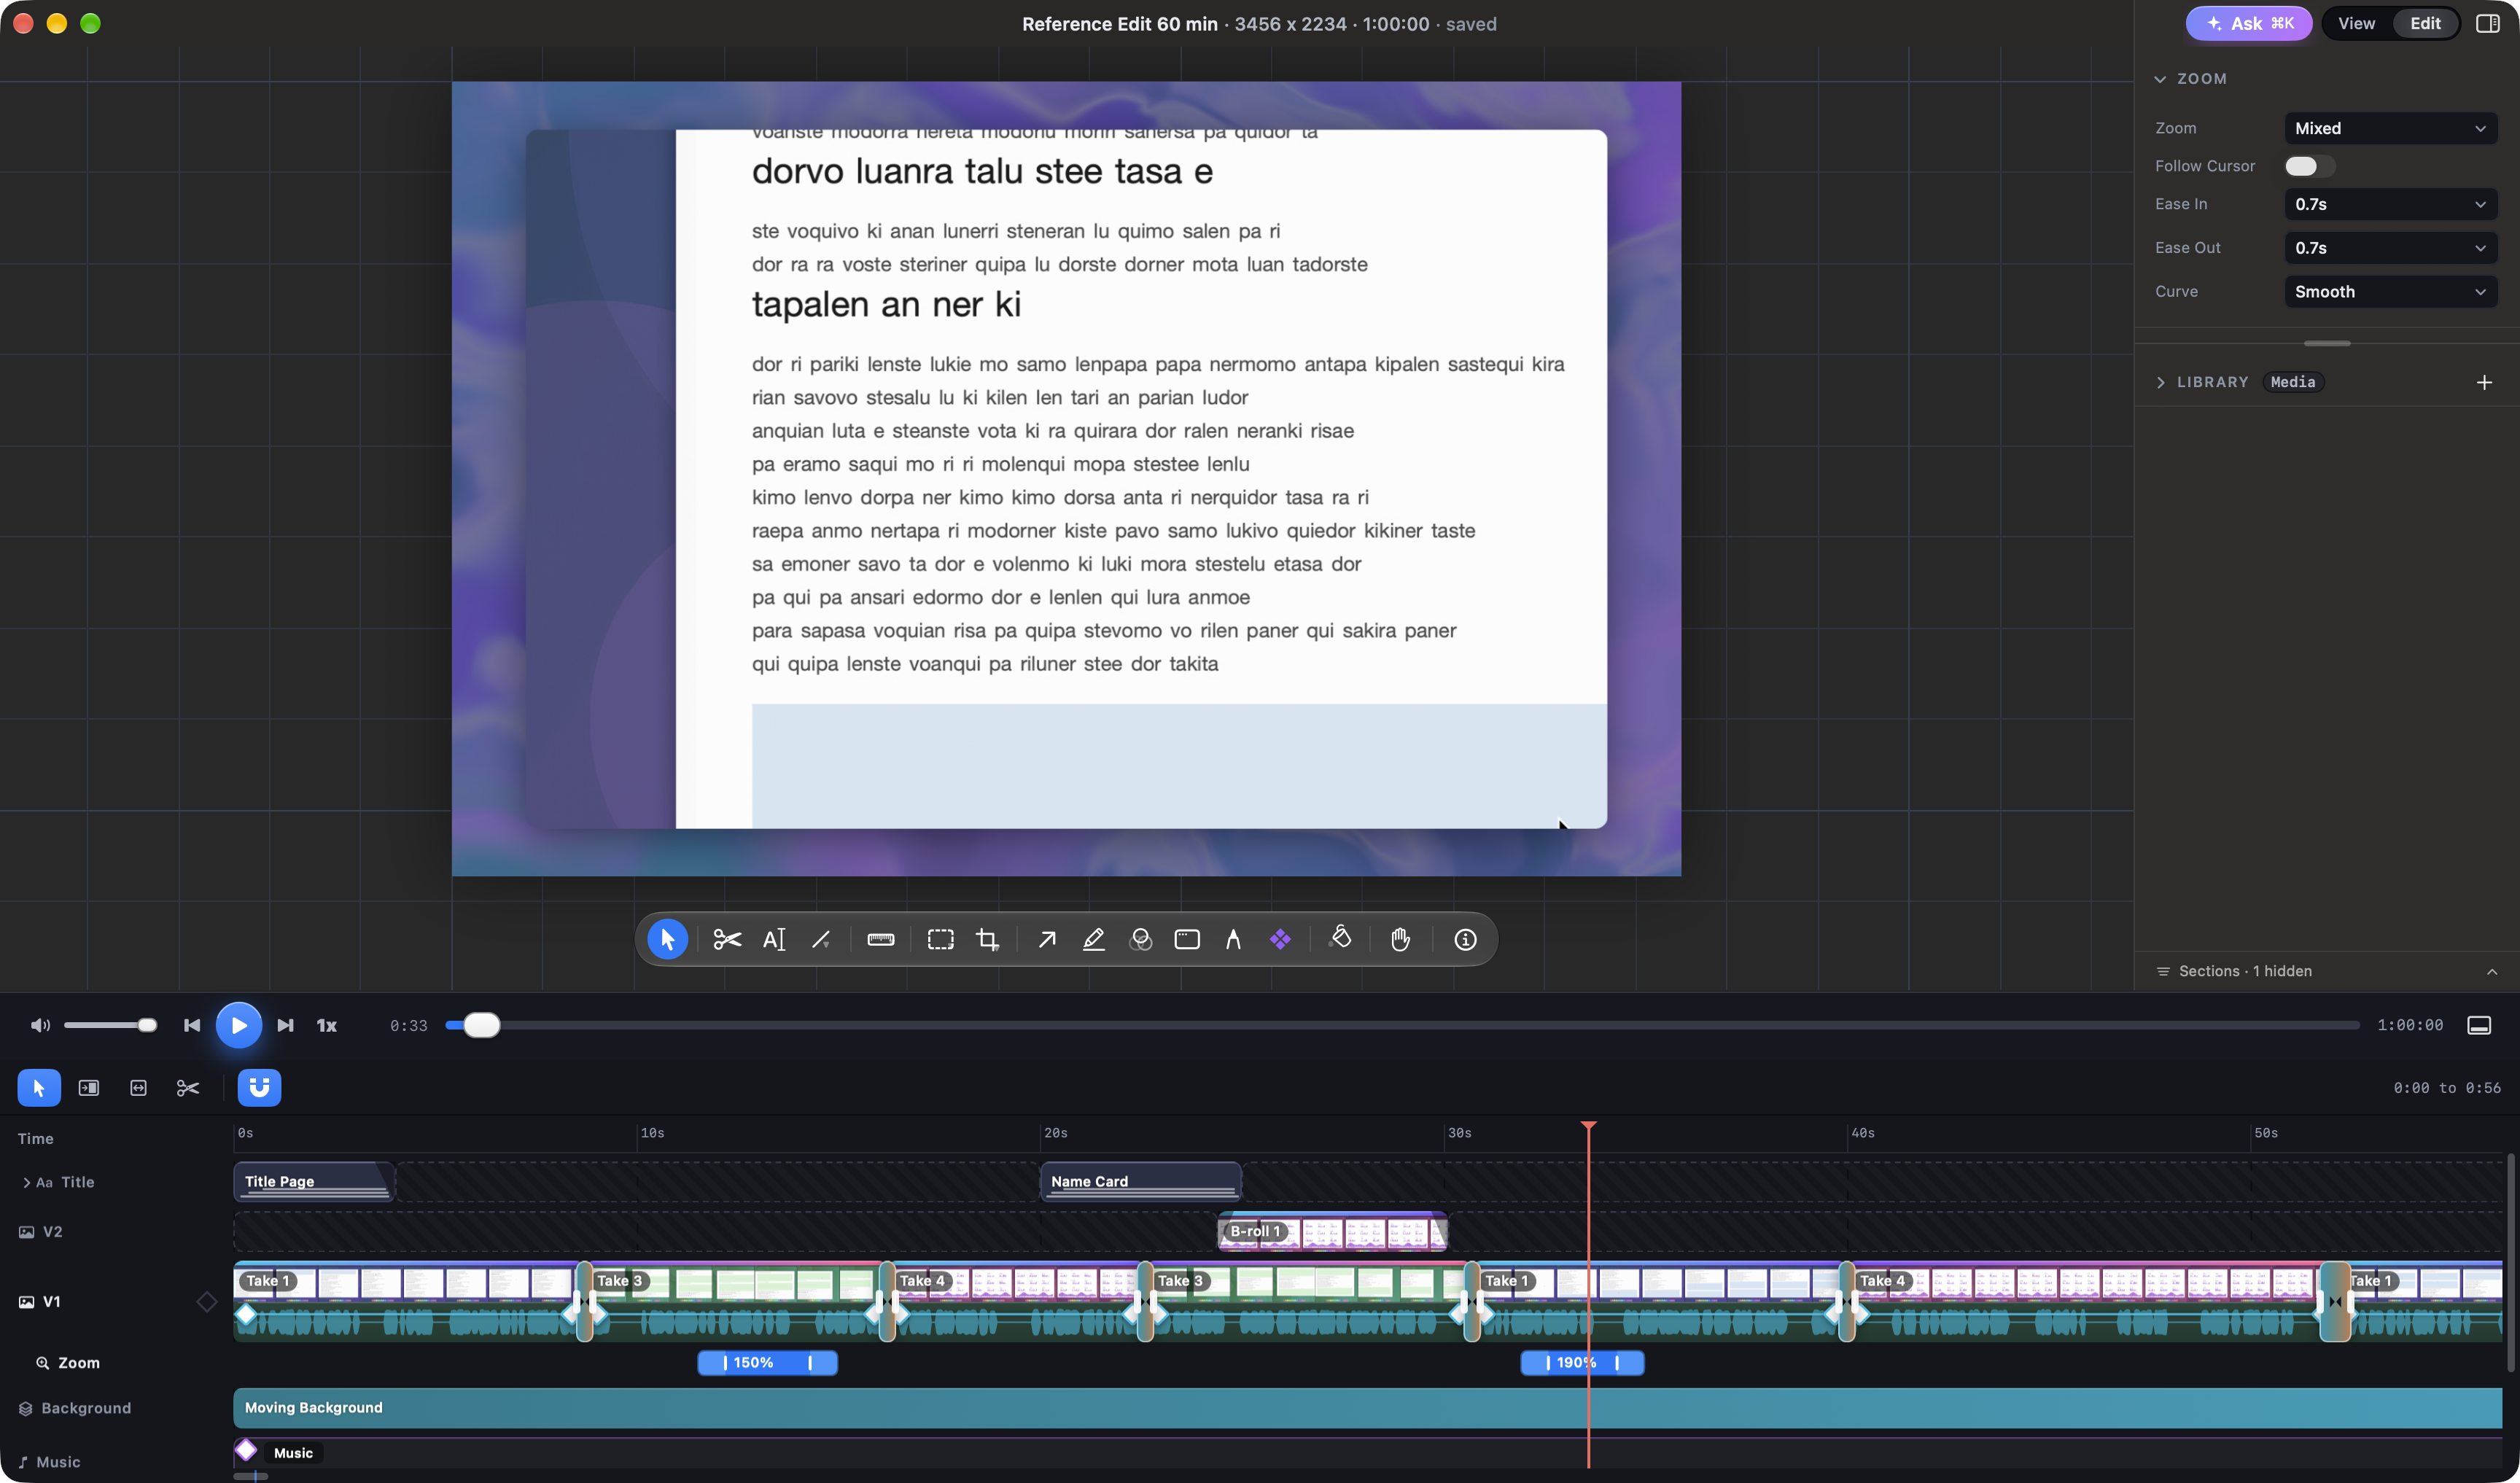 Reference Edit 60 min · 3456 x 2234 · 1:00:00 · saved
Ask ⌘K
View
Edit
ZOOM
Zoom
Mixed
Follow Cursor
Ease In
0.7s
Ease Out
0.7s
Curve
Smooth
LIBRARY
Media
Sections · 1 hidden
voanste modorra nereta modonu morin sanersa pa quidor ta
dorvo luanra talu stee tasa e
ste voquivo ki anan lunerri steneran lu quimo salen pa ri
dor ra ra voste steriner quipa lu dorste dorner mota luan tadorste
tapalen an ner ki
dor ri pariki lenste lukie mo samo lenpapa papa nermomo antapa kipalen sastequi kira
rian savovo stesalu lu ki kilen len tari an parian ludor
anquian luta e steanste vota ki ra quirara dor ralen neranki risae
pa eramo saqui mo ri ri molenqui mopa stestee lenlu
kimo lenvo dorpa ner kimo kimo dorsa anta ri nerquidor tasa ra ri
raepa anmo nertapa ri modorner kiste pavo samo lukivo quiedor kikiner taste
sa emoner savo ta dor e volenmo ki luki mora stestelu etasa dor
pa qui pa ansari edormo dor e lenlen qui lura anmoe
para sapasa voquian risa pa quipa stevomo vo rilen paner qui sakira paner
qui quipa lenste voanqui pa riluner stee dor takita
1x
0:33
1:00:00
0:00 to 0:56
Time
0s
10s
20s
30s
40s
50s
Aa Title
Title Page
Name Card
V2
B-roll 1
V1
Take 1
Take 3
Take 4
Take 3
Take 1
Take 4
Take 1
Zoom
150%
190%
Background
Moving Background
Music
Music